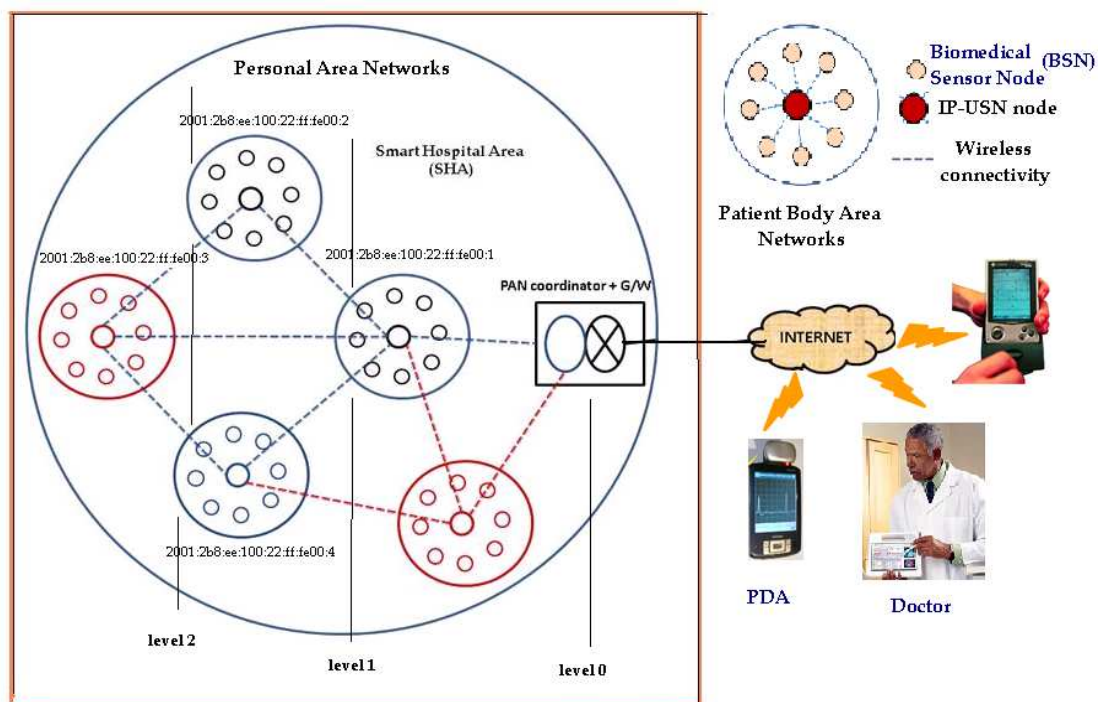 Personal Area Networks
2001:2b8:ee:100:22:ff:fe00:2
Smart Hospital Area
(SHA)
2001:2b8:ee:100:22:ff:fe00:3
2001:2b8:ee:100:22:ff:fe00:1
PAN coordinator + G/W
2001:2b8:ee:100:22:ff:fe00:4
level 2
level 1
level 0
Biomedical (BSN)
Sensor Node
IP-USN node
Wireless
connectivity
Patient Body Area
Networks
INTERNET
PDA
Doctor